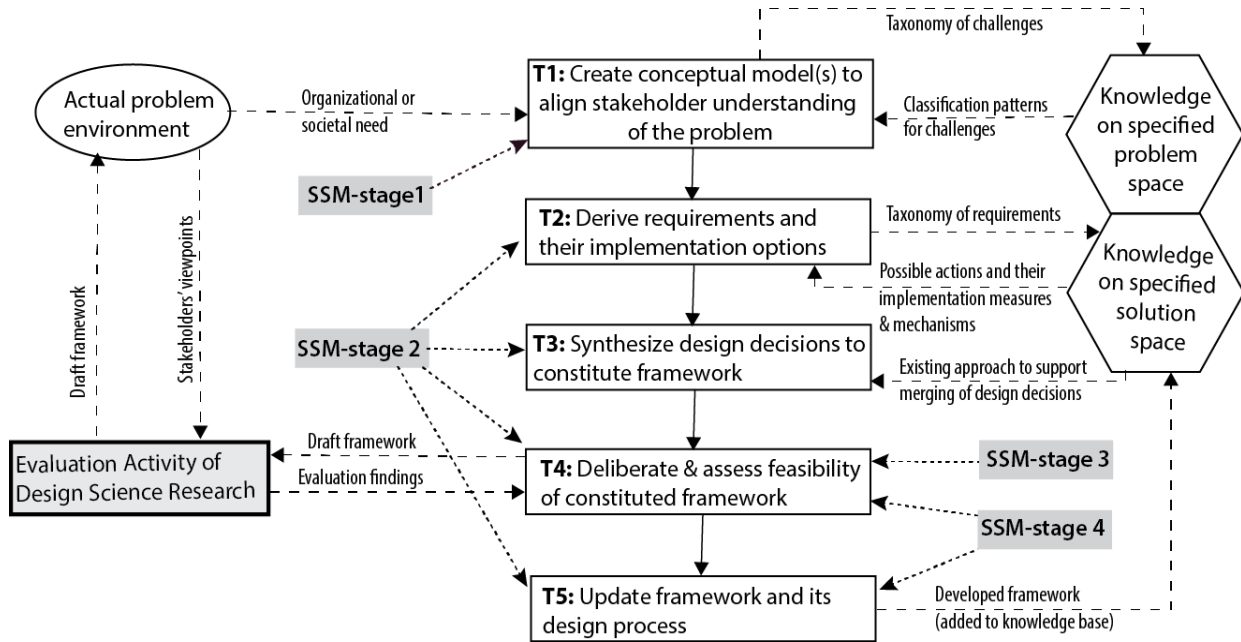 Taxonomy of challenges
Actual problem
environment
Organizational or
societal need
T1: Create conceptual model(s) to
align stakeholder understanding
of the problem
Classification patterns
for challenges
Knowledge
on specified
problem
space
SSM-stage1
T2: Derive requirements and
their implementation options
Taxonomy of requirements
Possible actions and their
implementation measures
& mechanisms
Knowledge
on specified
solution
space
Draft framework
Stakeholders' viewpoints
SSM-stage 2
T3: Synthesize design decisions to
constitute framework
Existing approach to support
merging of design decisions
Evaluation Activity of
Design Science Research
Draft framework
Evaluation findings
T4: Deliberate & assess feasibility
of constituted framework
SSM-stage 3
SSM-stage 4
T5: Update framework and its
design process
Developed framework
(added to knowledge base)